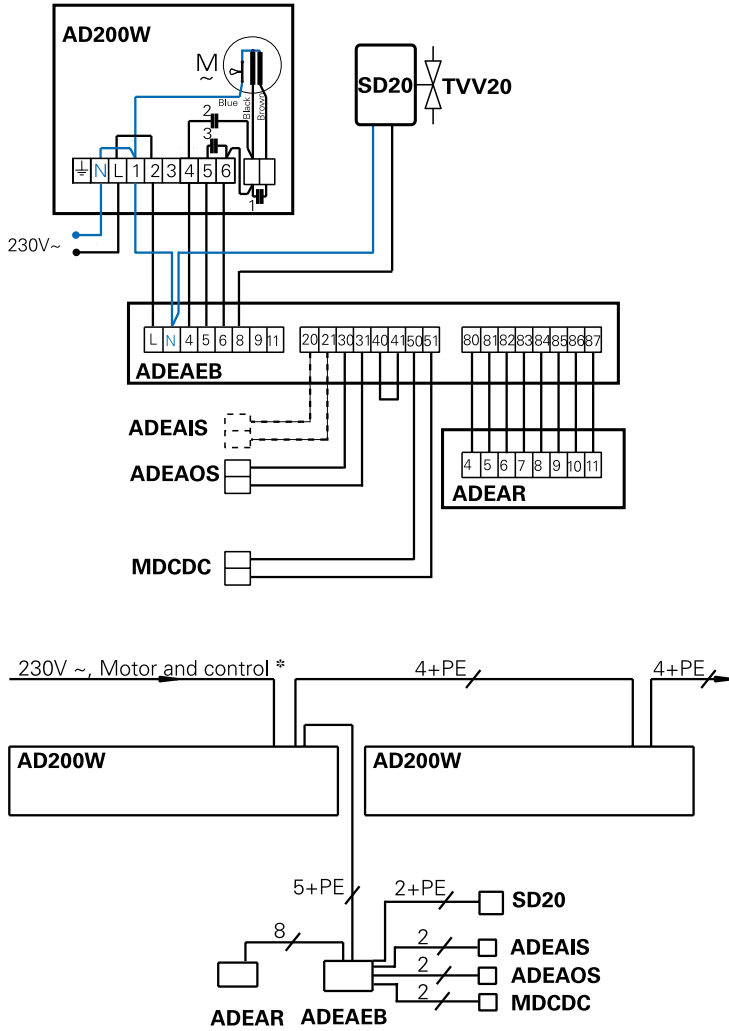 AD200W
M
~
Blue
Black
Brown
2
3
1
N L 1 2 3 4 5 6
SD20
TVV20
230V~
L N 4 5 6 8 9 11
20 21 30 31 40 41 50 51
80 81 82 83 84 85 86 87
ADEAEB
ADEAIS
ADEAOS
4 5 6 7 8 9 10 11
ADEAR
MDCDC
230V ~, Motor and control *
4+PE
4+PE
AD200W
AD200W
5+PE
2+PE
SD20
8
2
ADEAIS
2
ADEAOS
2
MDCDC
ADEAR
ADEAEB